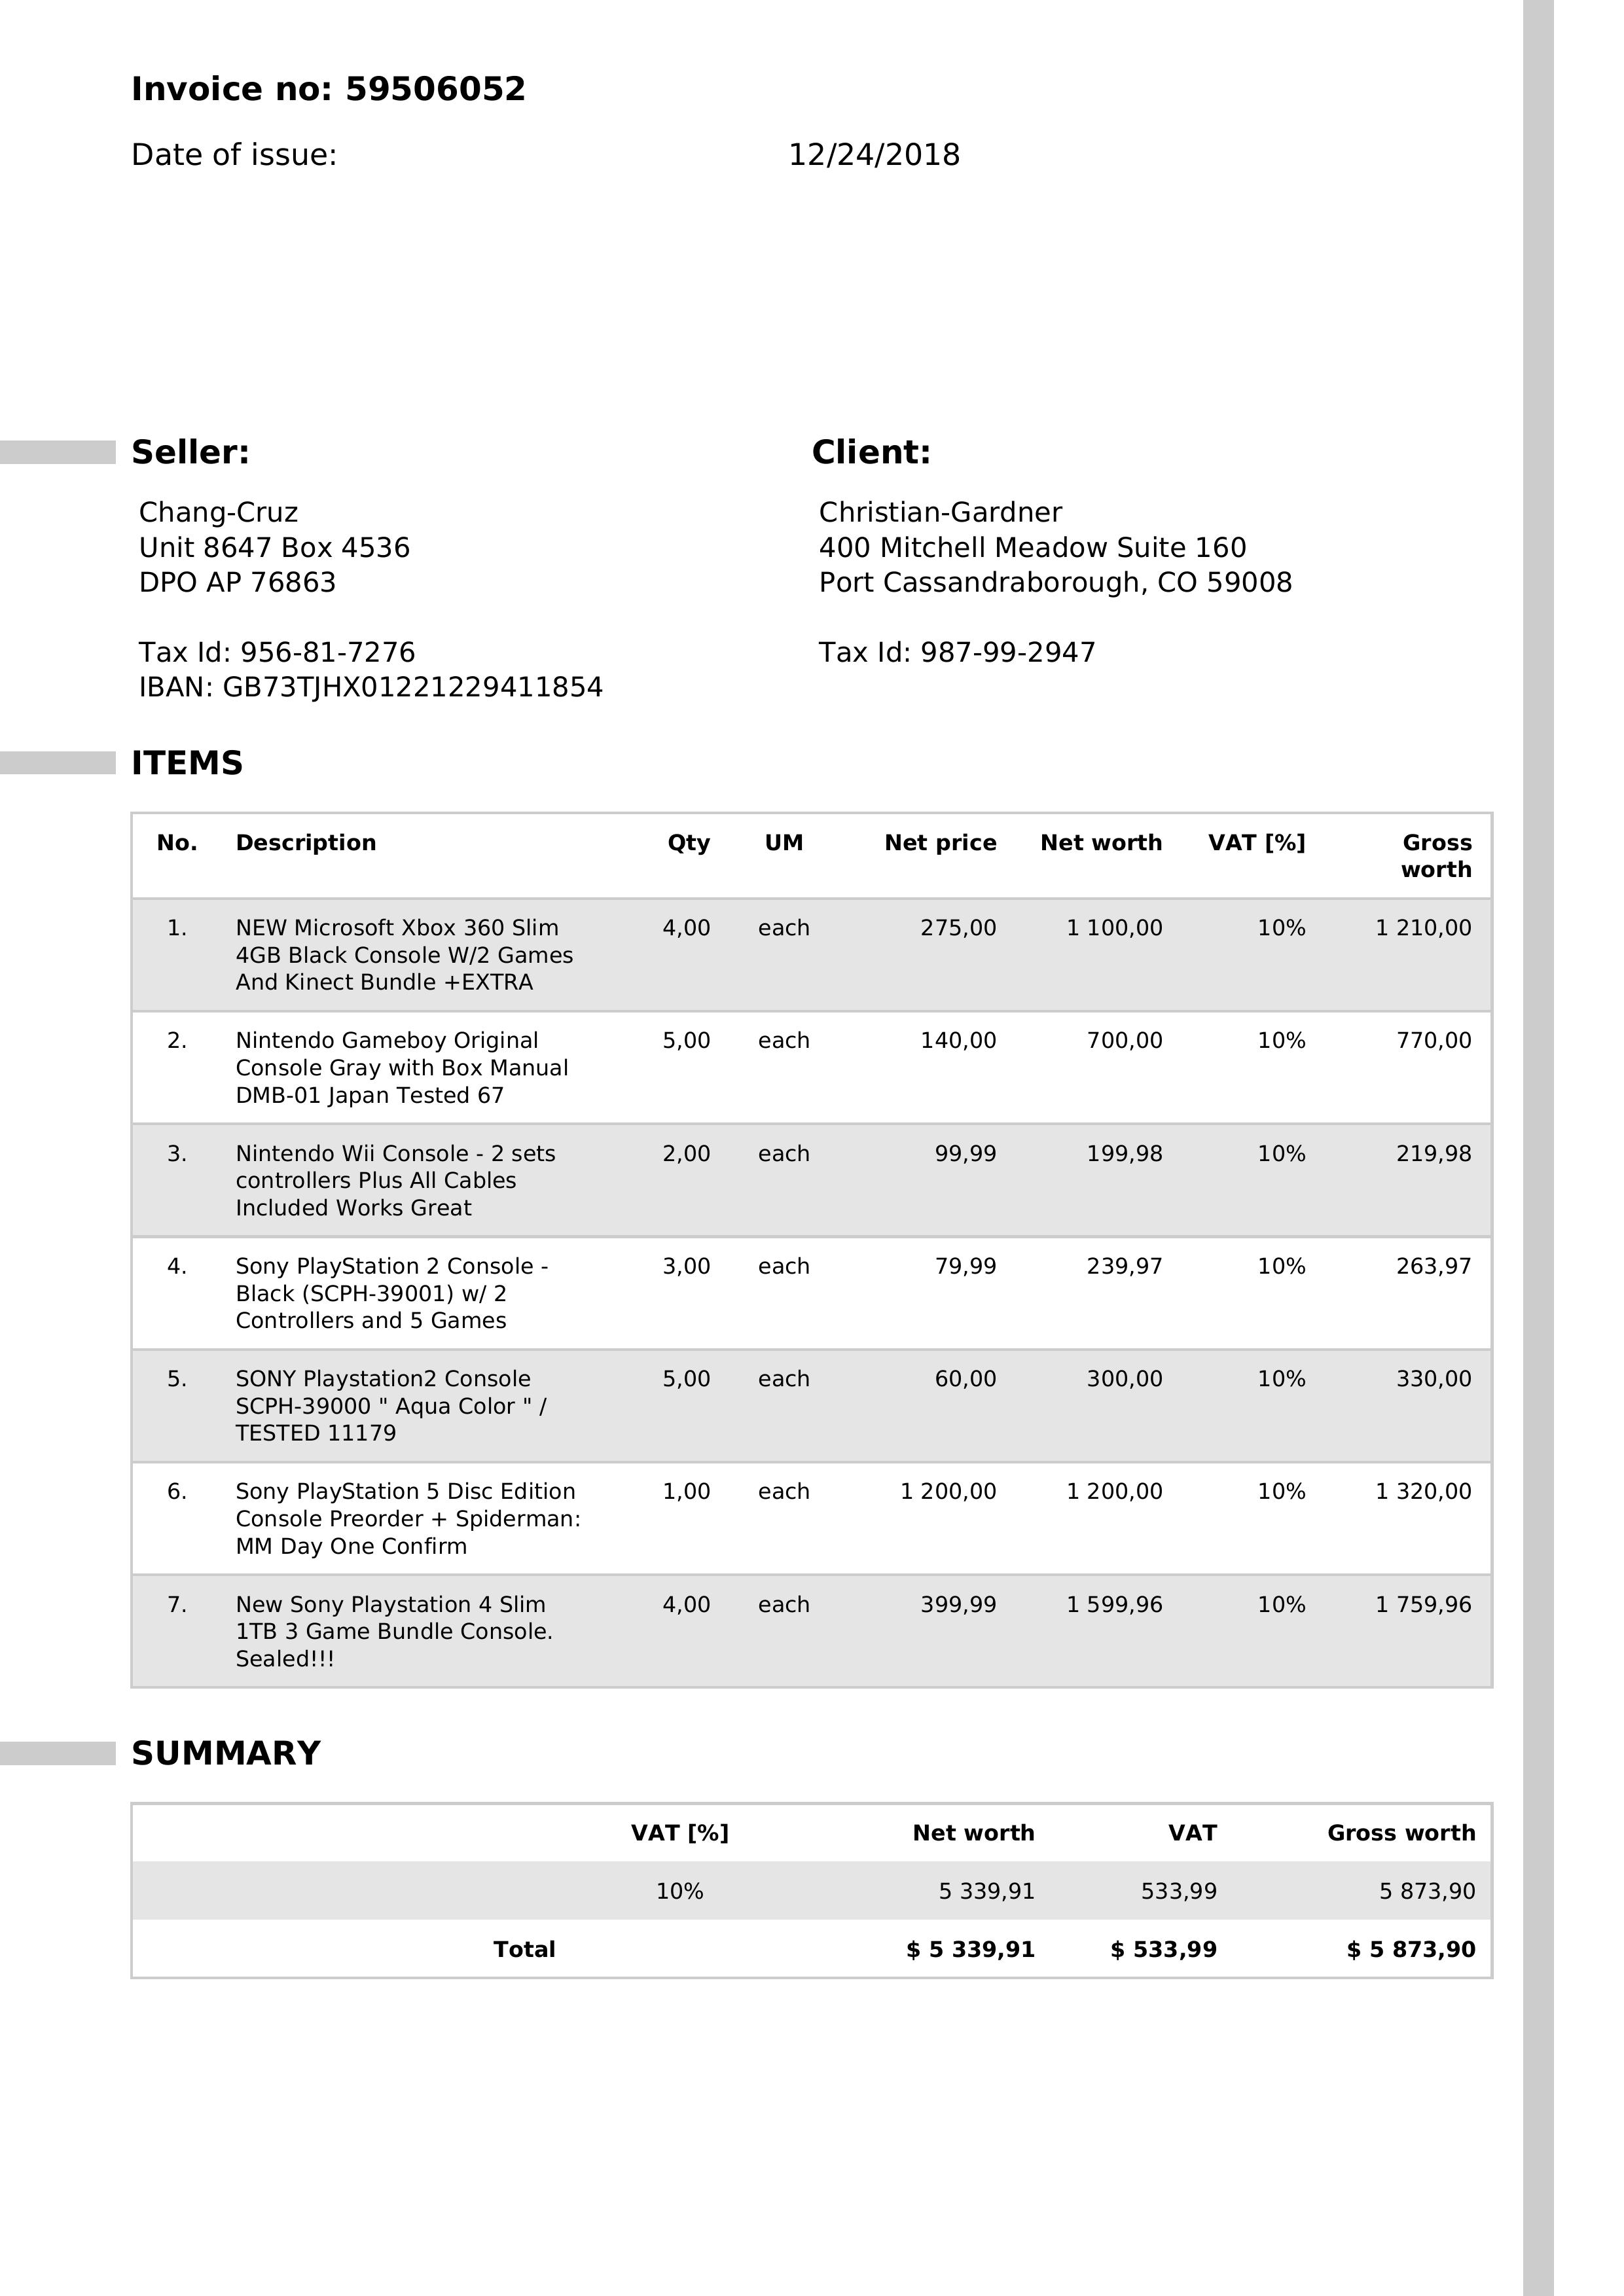 Invoice no: 59506052
Date of issue: 12/24/2018
Seller: Client:
Chang-Cruz Christian-Gardner
Unit 8647 Box 4536 400 Mitchell Meadow Suite 160
DPO AP 76863 Port Cassandraborough, CO 59008
Tax Id: 956-81-7276 Tax Id: 987-99-2947
IBAN: GB73TJHX01221229411854
ITEMS
No. Description Qty UM Net price Net worth VAT [%] Gross
worth
1. NEW Microsoft Xbox 360 Slim 4,00 each 275,00 1 100,00 10% 1 210,00
4GB Black Console W/2 Games
And Kinect Bundle +EXTRA
2. Nintendo Gameboy Original 5,00 each 140,00 700,00 10% 770,00
Console Gray with Box Manual
DMB-01 Japan Tested 67
3. Nintendo Wii Console - 2 sets 2,00 each 99,99 199,98 10% 219,98
controllers Plus All Cables
Included Works Great
4. Sony PlayStation 2 Console - 3,00 each 79,99 239,97 10% 263,97
Black (SCPH-39001) w/ 2
Controllers and 5 Games
5. SONY Playstation2 Console 5,00 each 60,00 300,00 10% 330,00
SCPH-39000 " Aqua Color " /
TESTED 11179
6. Sony PlayStation 5 Disc Edition 1,00 each 1 200,00 1 200,00 10% 1 320,00
Console Preorder + Spiderman:
MM Day One Confirm
7. New Sony Playstation 4 Slim 4,00 each 399,99 1 599,96 10% 1 759,96
1TB 3 Game Bundle Console.
Sealed!!!
SUMMARY
VAT [%] Net worth VAT Gross worth
10% 5 339,91 533,99 5 873,90
Total $ 5 339,91 $ 533,99 $ 5 873,90